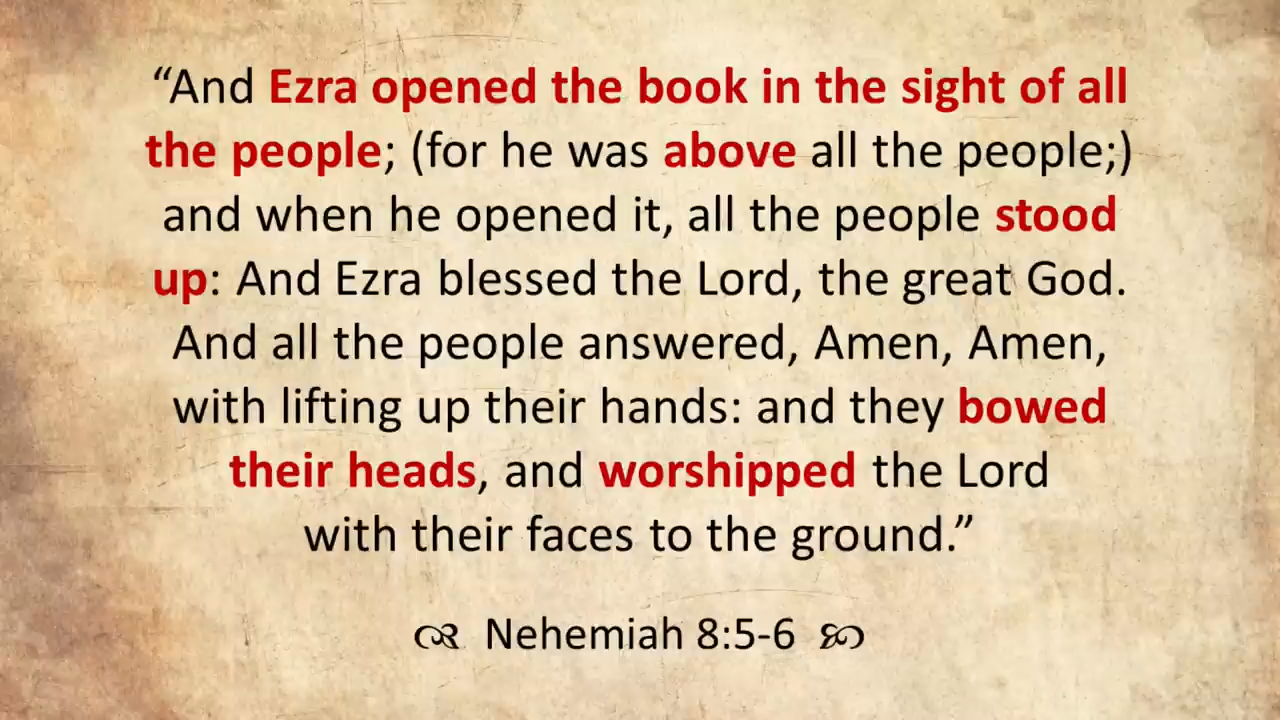 “And Ezra opened the book in the sight of all
the people; (for he was above all the people;)
and when he opened it, all the people stood
up: And Ezra blessed the Lord, the great God.
And all the people answered, Amen, Amen,
with lifting up their hands: and they bowed
their heads, and worshipped the Lord
with their faces to the ground.”
Nehemiah 8:5-6